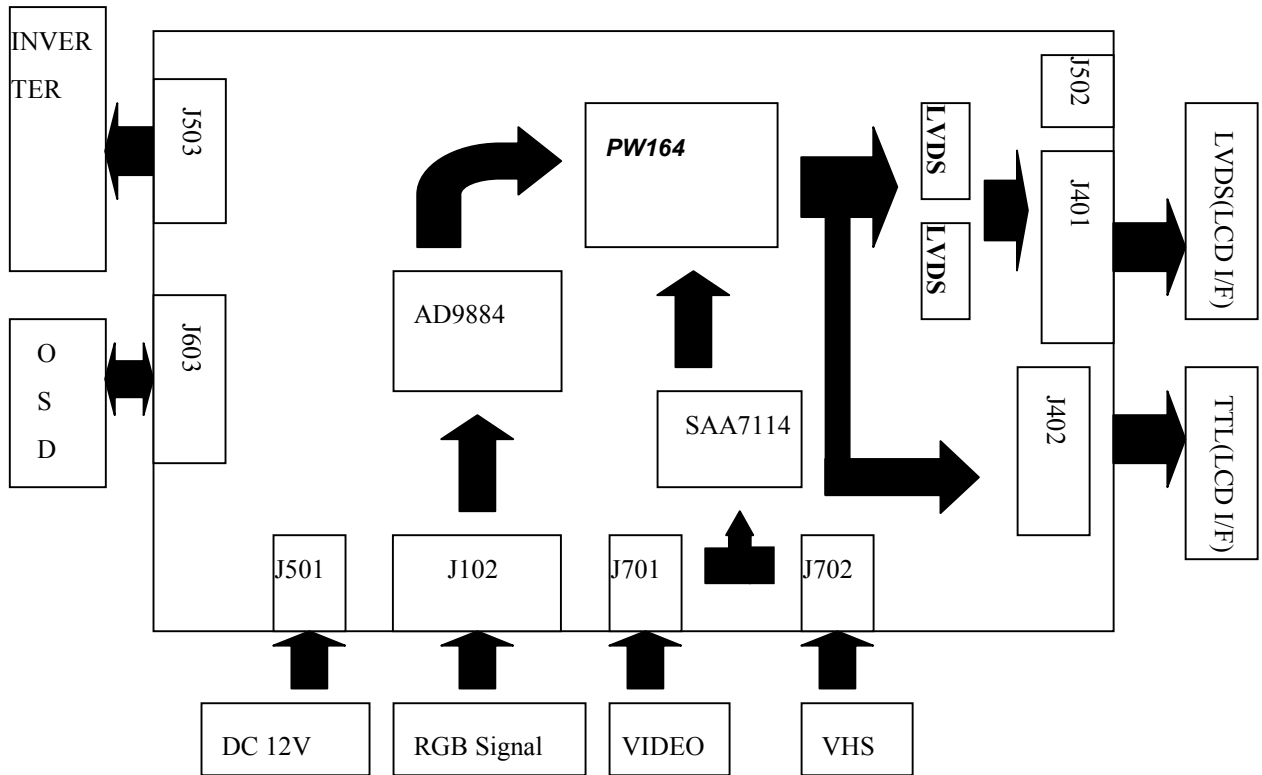 INVER
TER
J503
PW164
LVDS
LVDS
J502
J401
LVDS(LCD I/F)
O
S
D
J603
AD9884
SAA7114
J402
TTL(LCD I/F)
J501
J102
J701
J702
DC 12V
RGB Signal
VIDEO
VHS